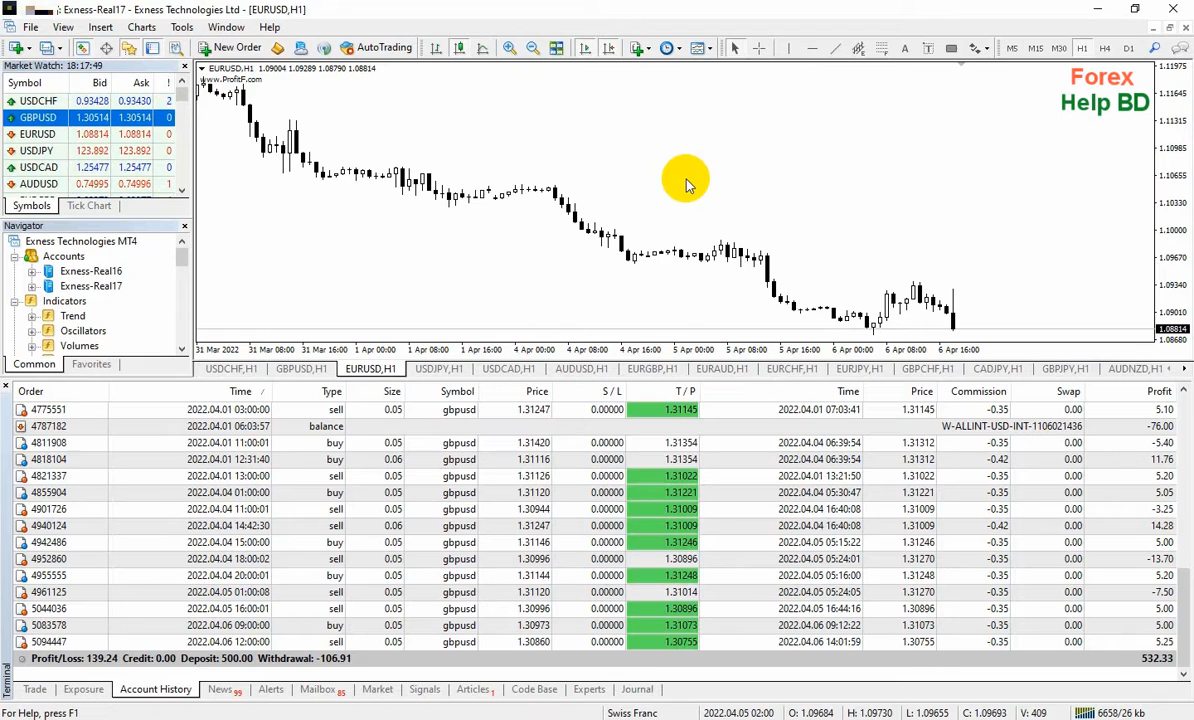 : Exness-Real17 - Exness Technologies Ltd - [EURUSD,H1]
File View Insert Charts Tools Window Help
New Order AutoTrading M5 M15 M30 H1 H4 D1
Market Watch: 18:17:49
Symbol Bid Ask !
USDCHF 0.93428 0.93430 2
GBPUSD 1.30514 1.30514 0
EURUSD 1.08814 1.08814 0
USDJPY 123.892 123.892 0
USDCAD 1.25477 1.25477 0
AUDUSD 0.74995 0.74996 1
Symbols Tick Chart
Navigator
Exness Technologies MT4
Accounts
Exness-Real16
Exness-Real17
Indicators
Trend
Oscillators
Volumes
Common Favorites
EURUSD,H1 1.09004 1.09289 1.08790 1.08814
www.ProfitF.com
Forex
Help BD
1.11975
1.11645
1.11315
1.10985
1.10655
1.10330
1.10000
1.09670
1.09340
1.09010
1.08814
1.08680
31 Mar 2022 31 Mar 08:00 31 Mar 16:00 1 Apr 00:00 1 Apr 08:00 1 Apr 16:00 4 Apr 00:00 4 Apr 08:00 4 Apr 16:00 5 Apr 00:00 5 Apr 08:00 5 Apr 16:00 6 Apr 00:00 6 Apr 08:00 6 Apr 16:00
USDCHF,H1 GBPUSD,H1 EURUSD,H1 USDJPY,H1 USDCAD,H1 AUDUSD,H1 EURGBP,H1 EURAUD,H1 EURCHF,H1 EURJPY,H1 GBPCHF,H1 CADJPY,H1 GBPJPY,H1 AUDNZD,H1
Order Time / Type Size Symbol Price S / L T / P Time Price Commission Swap Profit
4775551 2022.04.01 03:00:00 sell 0.05 gbpusd 1.31247 0.00000 1.31145 2022.04.01 07:03:41 1.31145 -0.35 0.00 5.10
4787182 2022.04.01 06:03:57 balance W-ALLINT-USD-INT-1106021436 -76.00
4811908 2022.04.01 11:00:01 buy 0.05 gbpusd 1.31420 0.00000 1.31354 2022.04.04 06:39:54 1.31312 -0.35 0.00 -5.40
4818104 2022.04.01 12:31:40 buy 0.06 gbpusd 1.31116 0.00000 1.31354 2022.04.04 06:39:54 1.31312 -0.42 0.00 11.76
4821337 2022.04.01 13:00:00 sell 0.05 gbpusd 1.31126 0.00000 1.31022 2022.04.01 13:21:50 1.31022 -0.35 0.00 5.20
4855904 2022.04.04 01:00:00 buy 0.05 gbpusd 1.31120 0.00000 1.31221 2022.04.04 05:30:47 1.31221 -0.35 0.00 5.05
4901726 2022.04.04 11:00:01 sell 0.05 gbpusd 1.30944 0.00000 1.31009 2022.04.04 16:40:08 1.31009 -0.35 0.00 -3.25
4940124 2022.04.04 14:42:30 sell 0.06 gbpusd 1.31247 0.00000 1.31009 2022.04.04 16:40:08 1.31009 -0.42 0.00 14.28
4942486 2022.04.04 15:00:00 buy 0.05 gbpusd 1.31146 0.00000 1.31246 2022.04.05 05:15:22 1.31246 -0.35 0.00 5.00
4952860 2022.04.04 18:00:02 sell 0.05 gbpusd 1.30996 0.00000 1.30896 2022.04.05 05:24:01 1.31270 -0.35 0.00 -13.70
4955555 2022.04.04 20:00:01 buy 0.05 gbpusd 1.31144 0.00000 1.31248 2022.04.05 05:16:00 1.31248 -0.35 0.00 5.20
4961125 2022.04.05 01:00:08 sell 0.05 gbpusd 1.31120 0.00000 1.31014 2022.04.05 05:24:05 1.31270 -0.35 0.00 -7.50
5044036 2022.04.05 16:00:01 sell 0.05 gbpusd 1.30996 0.00000 1.30896 2022.04.05 16:44:16 1.30896 -0.35 0.00 5.00
5083578 2022.04.06 09:00:00 buy 0.05 gbpusd 1.30973 0.00000 1.31073 2022.04.06 09:12:22 1.31073 -0.35 0.00 5.00
5094447 2022.04.06 12:00:00 sell 0.05 gbpusd 1.30860 0.00000 1.30755 2022.04.06 14:01:59 1.30755 -0.35 0.00 5.25
Profit/Loss: 139.24 Credit: 0.00 Deposit: 500.00 Withdrawal: -106.91 532.33
Terminal
Trade Exposure Account History News 99 Alerts Mailbox 85 Market Signals Articles 1 Code Base Experts Journal
For Help, press F1 Swiss Franc 2022.04.05 02:00 O: 1.09684 H: 1.09730 L: 1.09655 C: 1.09693 V: 409 6658/26 kb